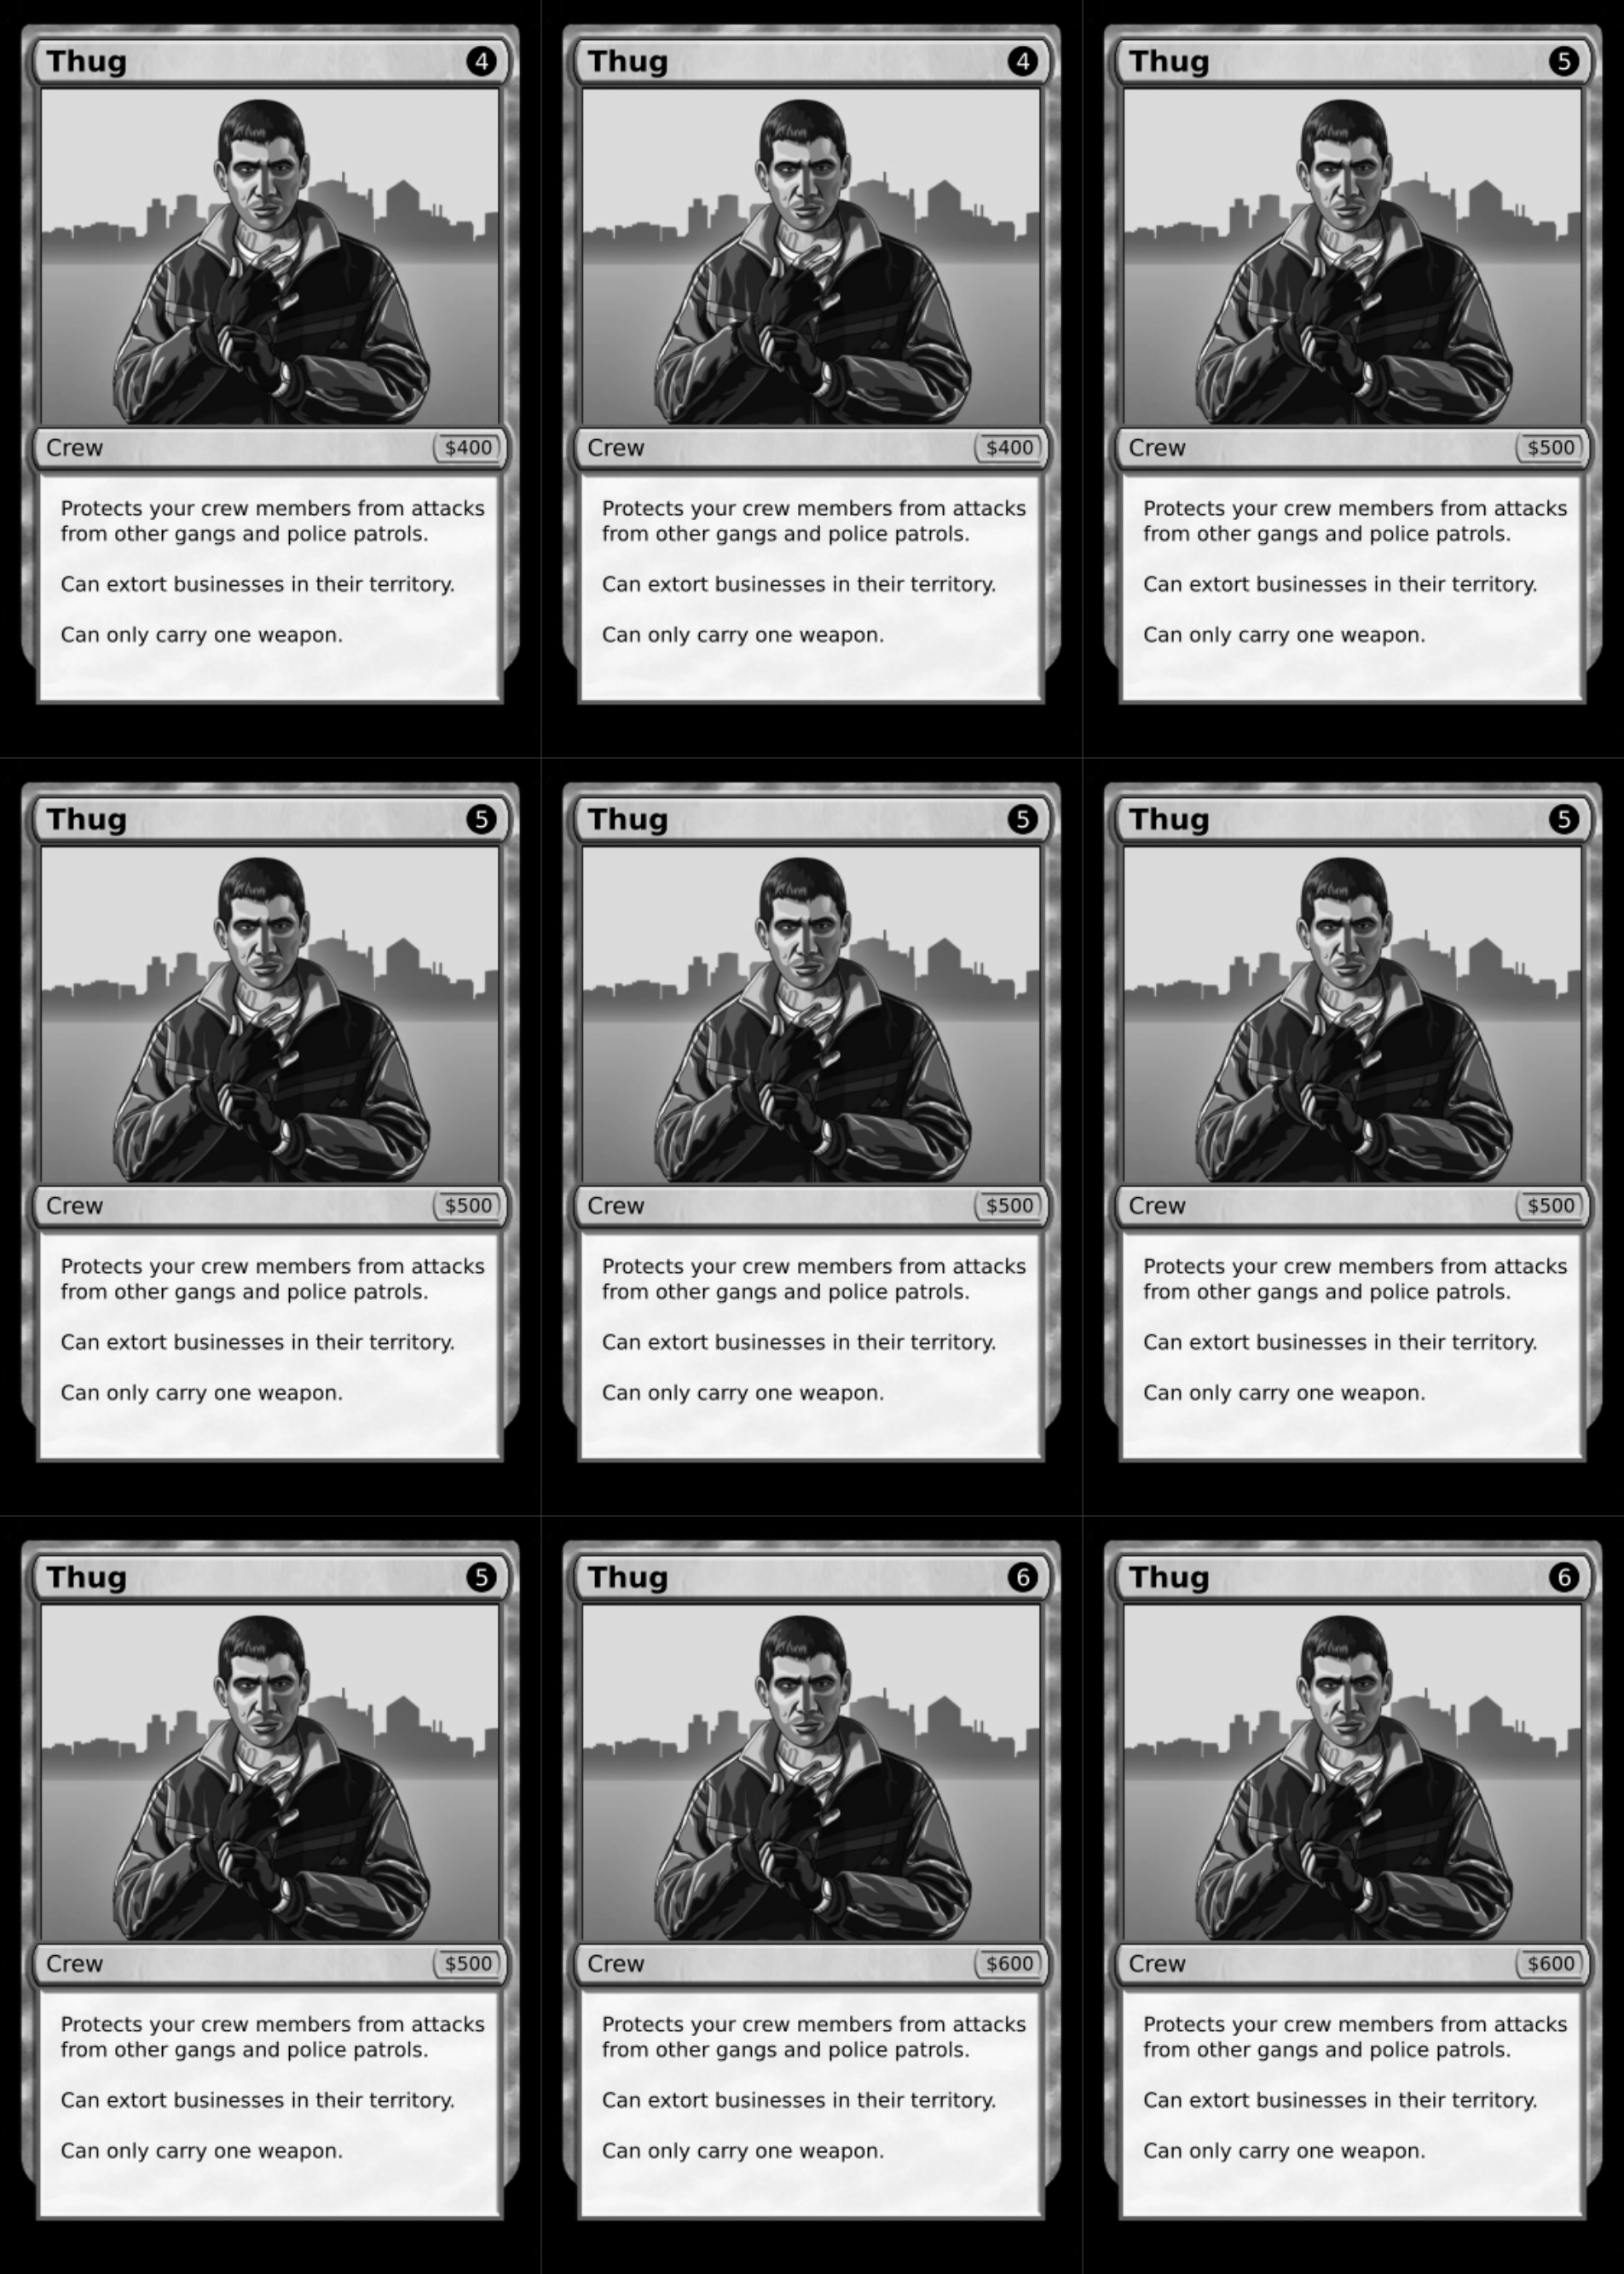 Thug 4
Crew $400
Protects your crew members from attacks
from other gangs and police patrols.
Can extort businesses in their territory.
Can only carry one weapon.
Thug 4
Crew $400
Protects your crew members from attacks
from other gangs and police patrols.
Can extort businesses in their territory.
Can only carry one weapon.
Thug 5
Crew $500
Protects your crew members from attacks
from other gangs and police patrols.
Can extort businesses in their territory.
Can only carry one weapon.
Thug 5
Crew $500
Protects your crew members from attacks
from other gangs and police patrols.
Can extort businesses in their territory.
Can only carry one weapon.
Thug 5
Crew $500
Protects your crew members from attacks
from other gangs and police patrols.
Can extort businesses in their territory.
Can only carry one weapon.
Thug 5
Crew $500
Protects your crew members from attacks
from other gangs and police patrols.
Can extort businesses in their territory.
Can only carry one weapon.
Thug 5
Crew $500
Protects your crew members from attacks
from other gangs and police patrols.
Can extort businesses in their territory.
Can only carry one weapon.
Thug 6
Crew $600
Protects your crew members from attacks
from other gangs and police patrols.
Can extort businesses in their territory.
Can only carry one weapon.
Thug 6
Crew $600
Protects your crew members from attacks
from other gangs and police patrols.
Can extort businesses in their territory.
Can only carry one weapon.